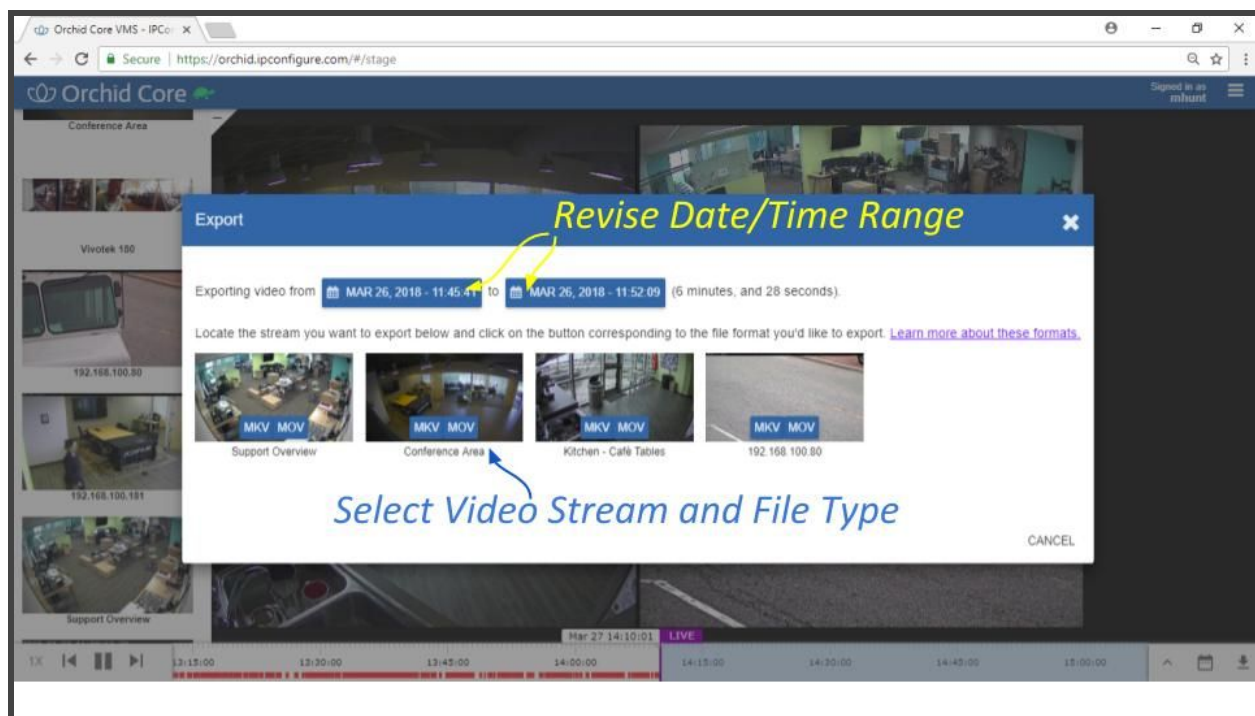 Orchid Core VMS - IPCo
Secure | https://orchid.ipconfigure.com/#/stage
Orchid Core
Signed in as
mhunt
Conference Area
Vivotek 180
192.168.100.80
192.168.100.181
Support Overview
Export
Revise Date/Time Range
Exporting video from MAR 26, 2018 - 11:45:41 to MAR 26, 2018 - 11:52:09 (6 minutes, and 28 seconds).
Locate the stream you want to export below and click on the button corresponding to the file format you'd like to export. Learn more about these formats.
MKV MOV MKV MOV MKV MOV MKV MOV
Support Overview Conference Area Kitchen - Café Tables 192.168.100.80
Select Video Stream and File Type
CANCEL
Mar 27 14:10:01 LIVE
1X 13:15:00 13:30:00 13:45:00 14:00:00 14:15:00 14:30:00 14:45:00 15:00:00